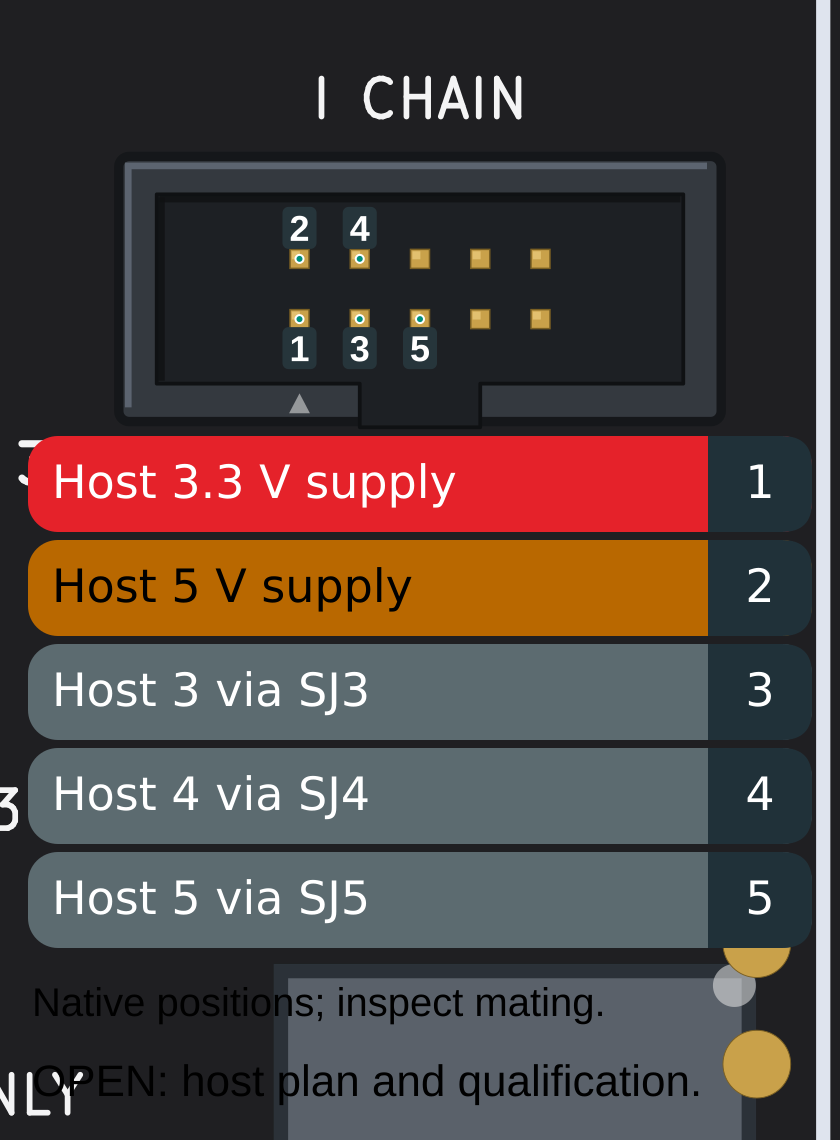 I CHAIN
2 4
1 3 5
Host 3.3 V supply 1
Host 5 V supply 2
Host 3 via SJ3 3
Host 4 via SJ4 4
Host 5 via SJ5 5
Native positions; inspect mating.
OPEN: host plan and qualification.